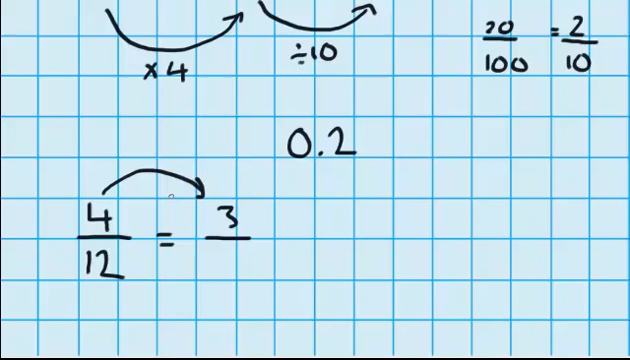 ×4
÷10
20/100 = 2/10
0.2
4/12 = 3/